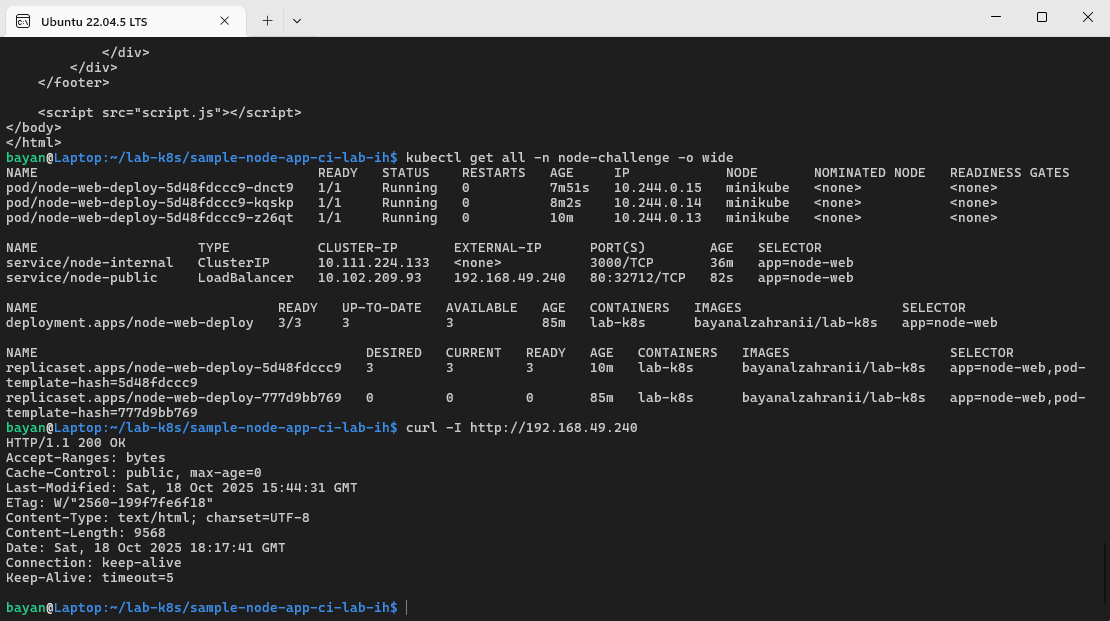 Ubuntu 22.04.5 LTS
            </div>
        </div>
    </footer>
    <script src="script.js"></script>
</body>
</html>
bayan@Laptop:~/lab-k8s/sample-node-app-ci-lab-ih$ kubectl get all -n node-challenge -o wide
NAME                                   READY   STATUS    RESTARTS   AGE     IP            NODE       NOMINATED NODE   READINESS GATES
pod/node-web-deploy-5d48fdccc9-dnct9   1/1     Running   0          7m51s   10.244.0.15   minikube   <none>           <none>
pod/node-web-deploy-5d48fdccc9-kqskp   1/1     Running   0          8m2s    10.244.0.14   minikube   <none>           <none>
pod/node-web-deploy-5d48fdccc9-z26qt   1/1     Running   0          10m     10.244.0.13   minikube   <none>           <none>
NAME                    TYPE           CLUSTER-IP       EXTERNAL-IP      PORT(S)        AGE   SELECTOR
service/node-internal   ClusterIP      10.111.224.133   <none>           3000/TCP       36m   app=node-web
service/node-public     LoadBalancer   10.102.209.93    192.168.49.240   80:32712/TCP   82s   app=node-web
NAME                              READY   UP-TO-DATE   AVAILABLE   AGE   CONTAINERS   IMAGES                   SELECTOR
deployment.apps/node-web-deploy   3/3     3            3           85m   lab-k8s      bayanalzahranii/lab-k8s   app=node-web
NAME                                         DESIRED   CURRENT   READY   AGE   CONTAINERS   IMAGES                    SELECTOR
replicaset.apps/node-web-deploy-5d48fdccc9   3         3         3       10m   lab-k8s      bayanalzahranii/lab-k8s   app=node-web,pod-
template-hash=5d48fdccc9
replicaset.apps/node-web-deploy-777d9bb769   0         0         0       85m   lab-k8s      bayanalzahranii/lab-k8s   app=node-web,pod-
template-hash=777d9bb769
bayan@Laptop:~/lab-k8s/sample-node-app-ci-lab-ih$ curl -I http://192.168.49.240
HTTP/1.1 200 OK
Accept-Ranges: bytes
Cache-Control: public, max-age=0
Last-Modified: Sat, 18 Oct 2025 15:44:31 GMT
ETag: W/"2560-199f7fe6f18"
Content-Type: text/html; charset=UTF-8
Content-Length: 9568
Date: Sat, 18 Oct 2025 18:17:41 GMT
Connection: keep-alive
Keep-Alive: timeout=5
bayan@Laptop:~/lab-k8s/sample-node-app-ci-lab-ih$